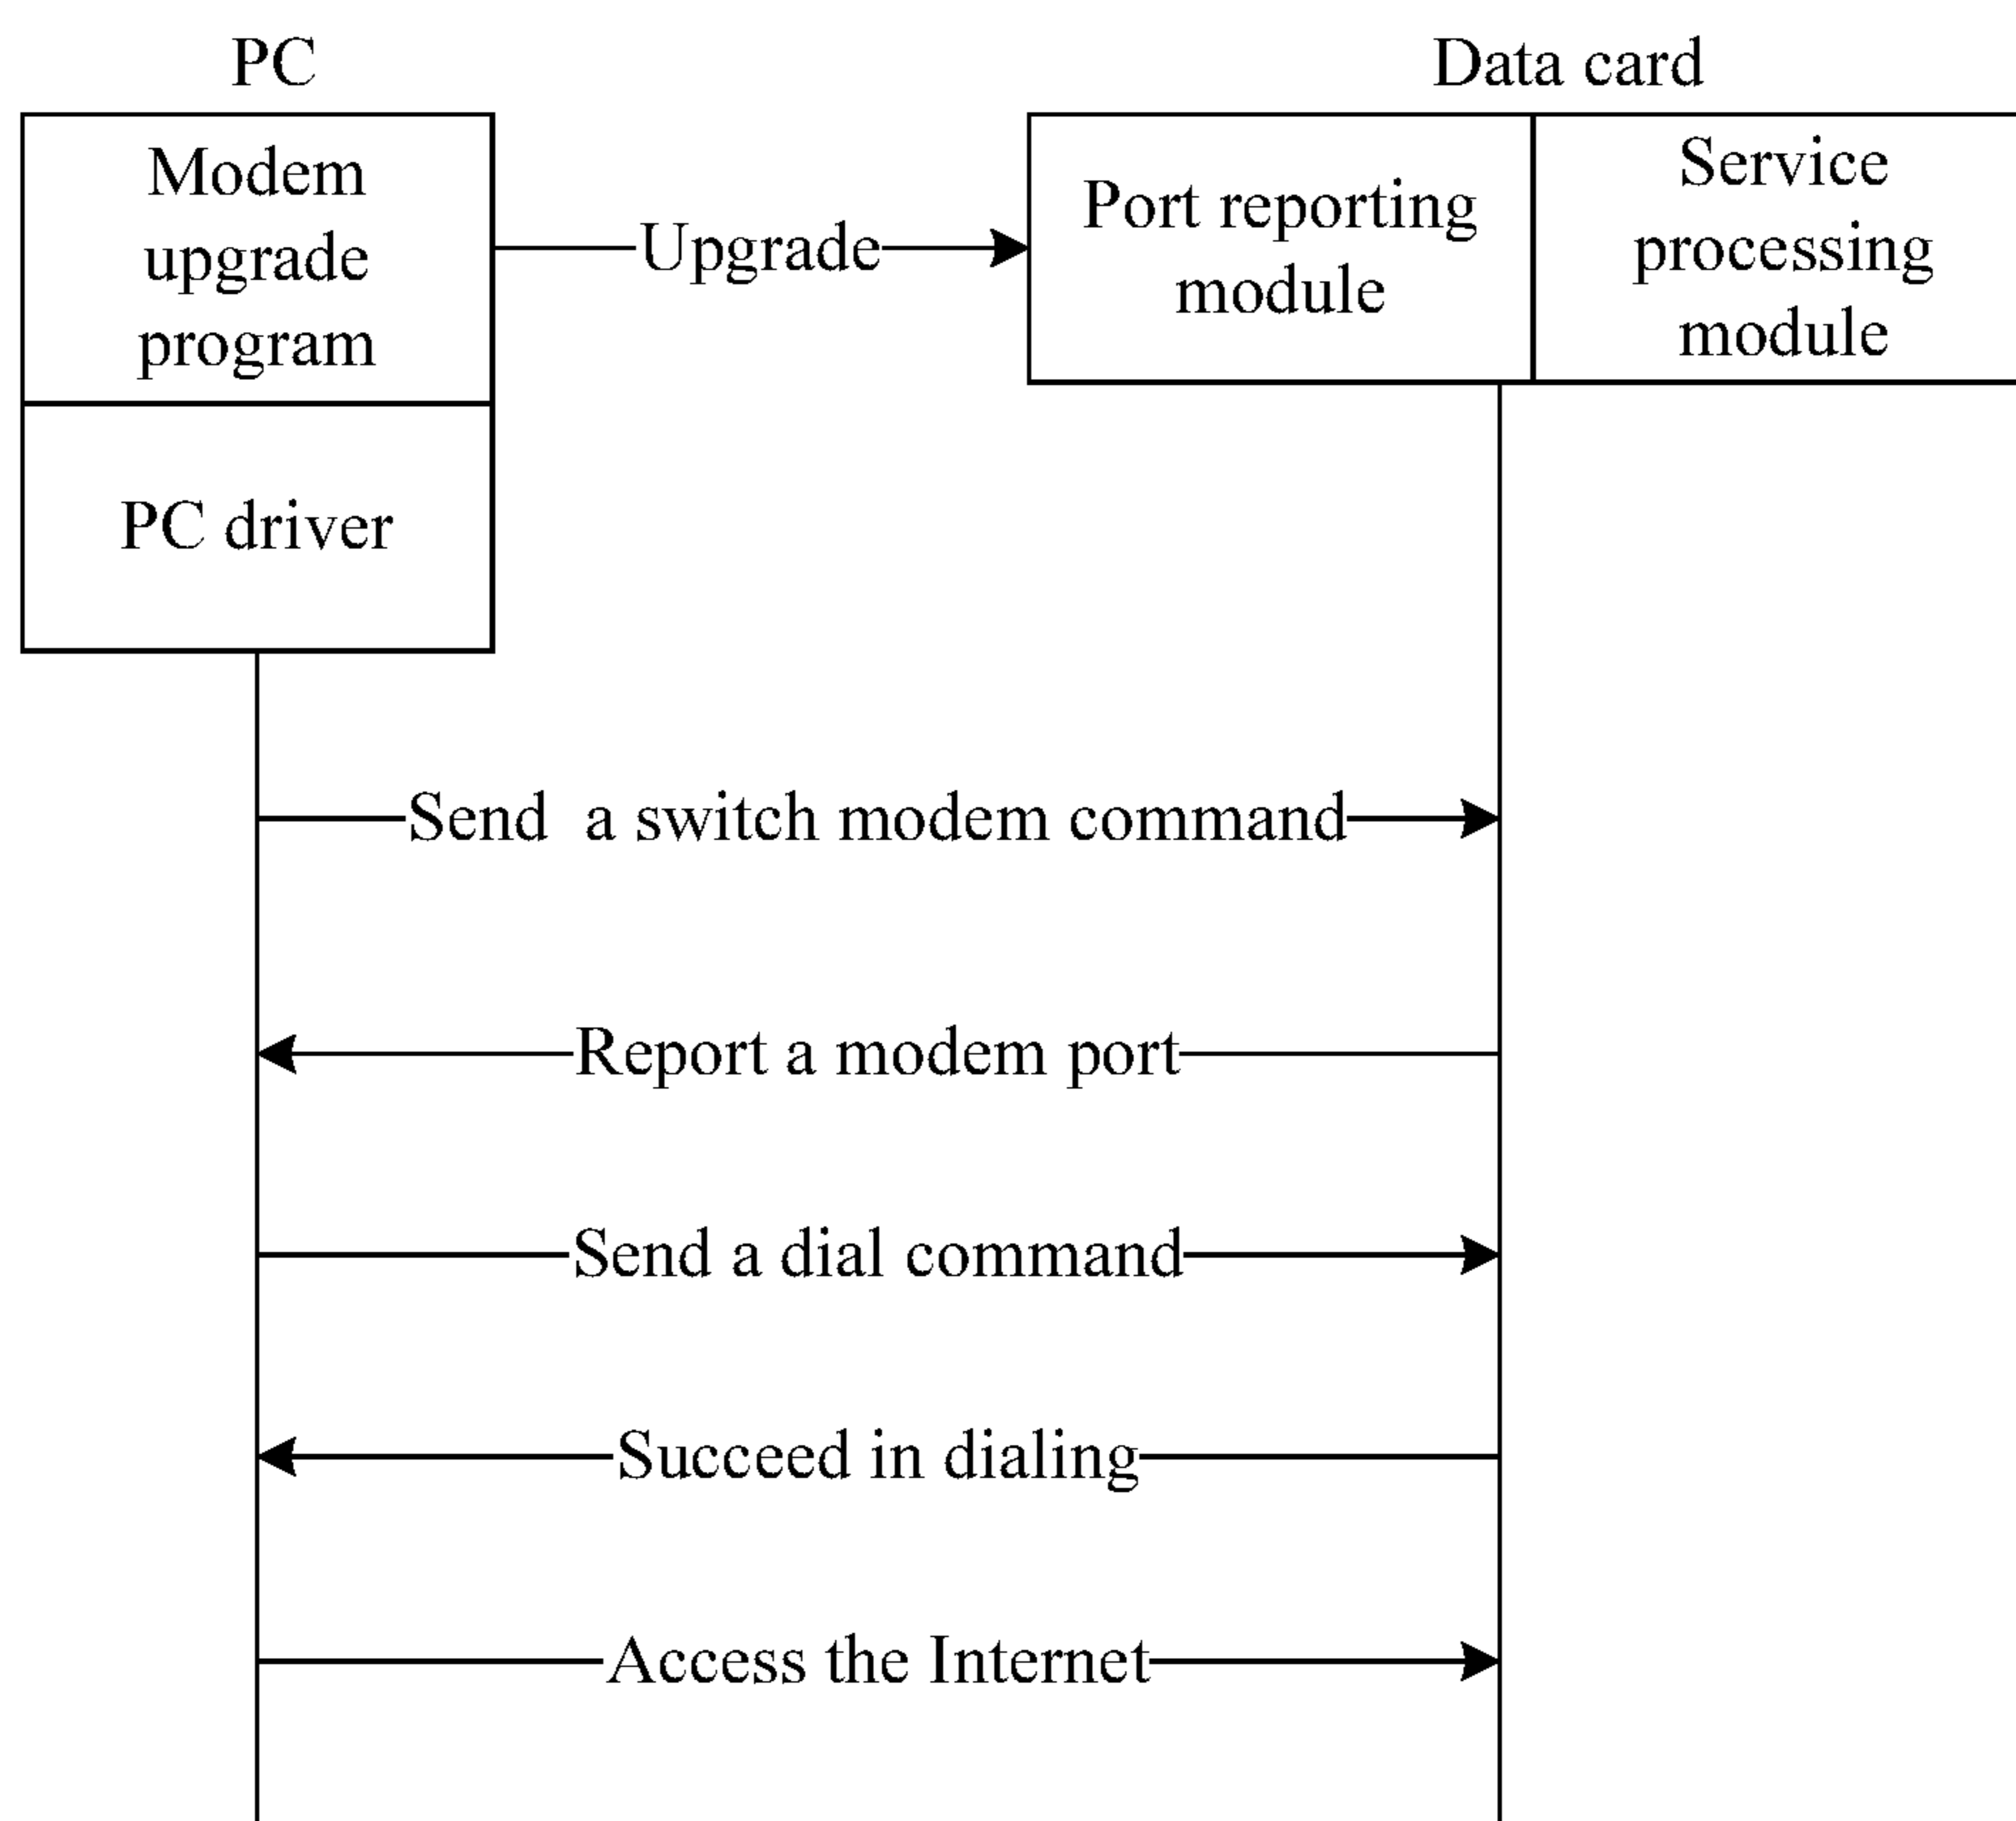 PC
Data card
Modem
upgrade
program
Upgrade
Port reporting
module
Service
processing
module
PC driver
Send a switch modem command
Report a modem port
Send a dial command
Succeed in dialing
Access the Internet